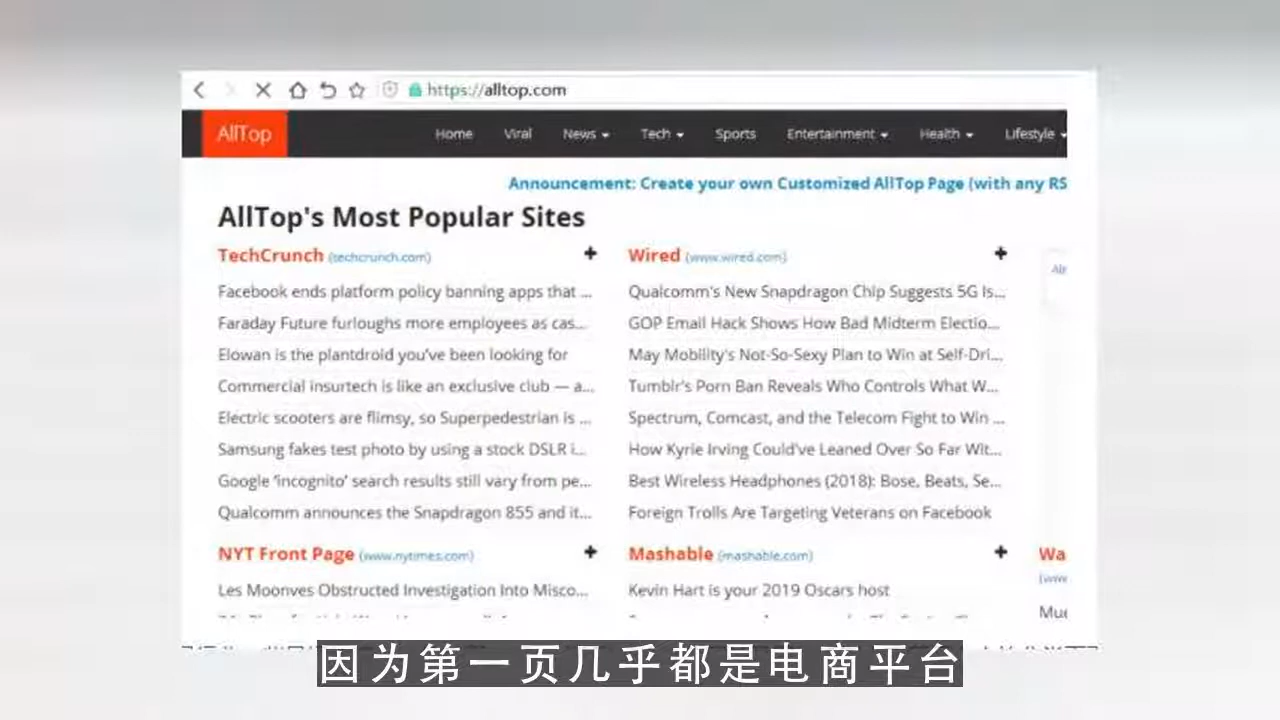 https://alltop.com
AllTop Home Viral News Tech Sports Entertainment Health Lifestyle
Announcement: Create your own Customized AllTop Page (with any RS
AllTop's Most Popular Sites
TechCrunch (techcrunch.com)
Facebook ends platform policy banning apps that ...
Faraday Future furloughs more employees as cas...
Elowan is the plantdroid you've been looking for
Commercial insurtech is like an exclusive club — a...
Electric scooters are flimsy, so Superpedestrian is ...
Samsung fakes test photo by using a stock DSLR i...
Google 'incognito' search results still vary from pe...
Qualcomm announces the Snapdragon 855 and it...
Wired (www.wired.com)
Qualcomm's New Snapdragon Chip Suggests 5G Is...
GOP Email Hack Shows How Bad Midterm Electio...
May Mobility's Not-So-Sexy Plan to Win at Self-Dri...
Tumblr's Porn Ban Reveals Who Controls What W...
Spectrum, Comcast, and the Telecom Fight to Win ...
How Kyrie Irving Could've Leaned Over So Far Wit...
Best Wireless Headphones (2018): Bose, Beats, Se...
Foreign Trolls Are Targeting Veterans on Facebook
NYT Front Page (www.nytimes.com)
Les Moonves Obstructed Investigation Into Misco...
Mashable (mashable.com)
Kevin Hart is your 2019 Oscars host
Wa
(www
因为第一页几乎都是电商平台